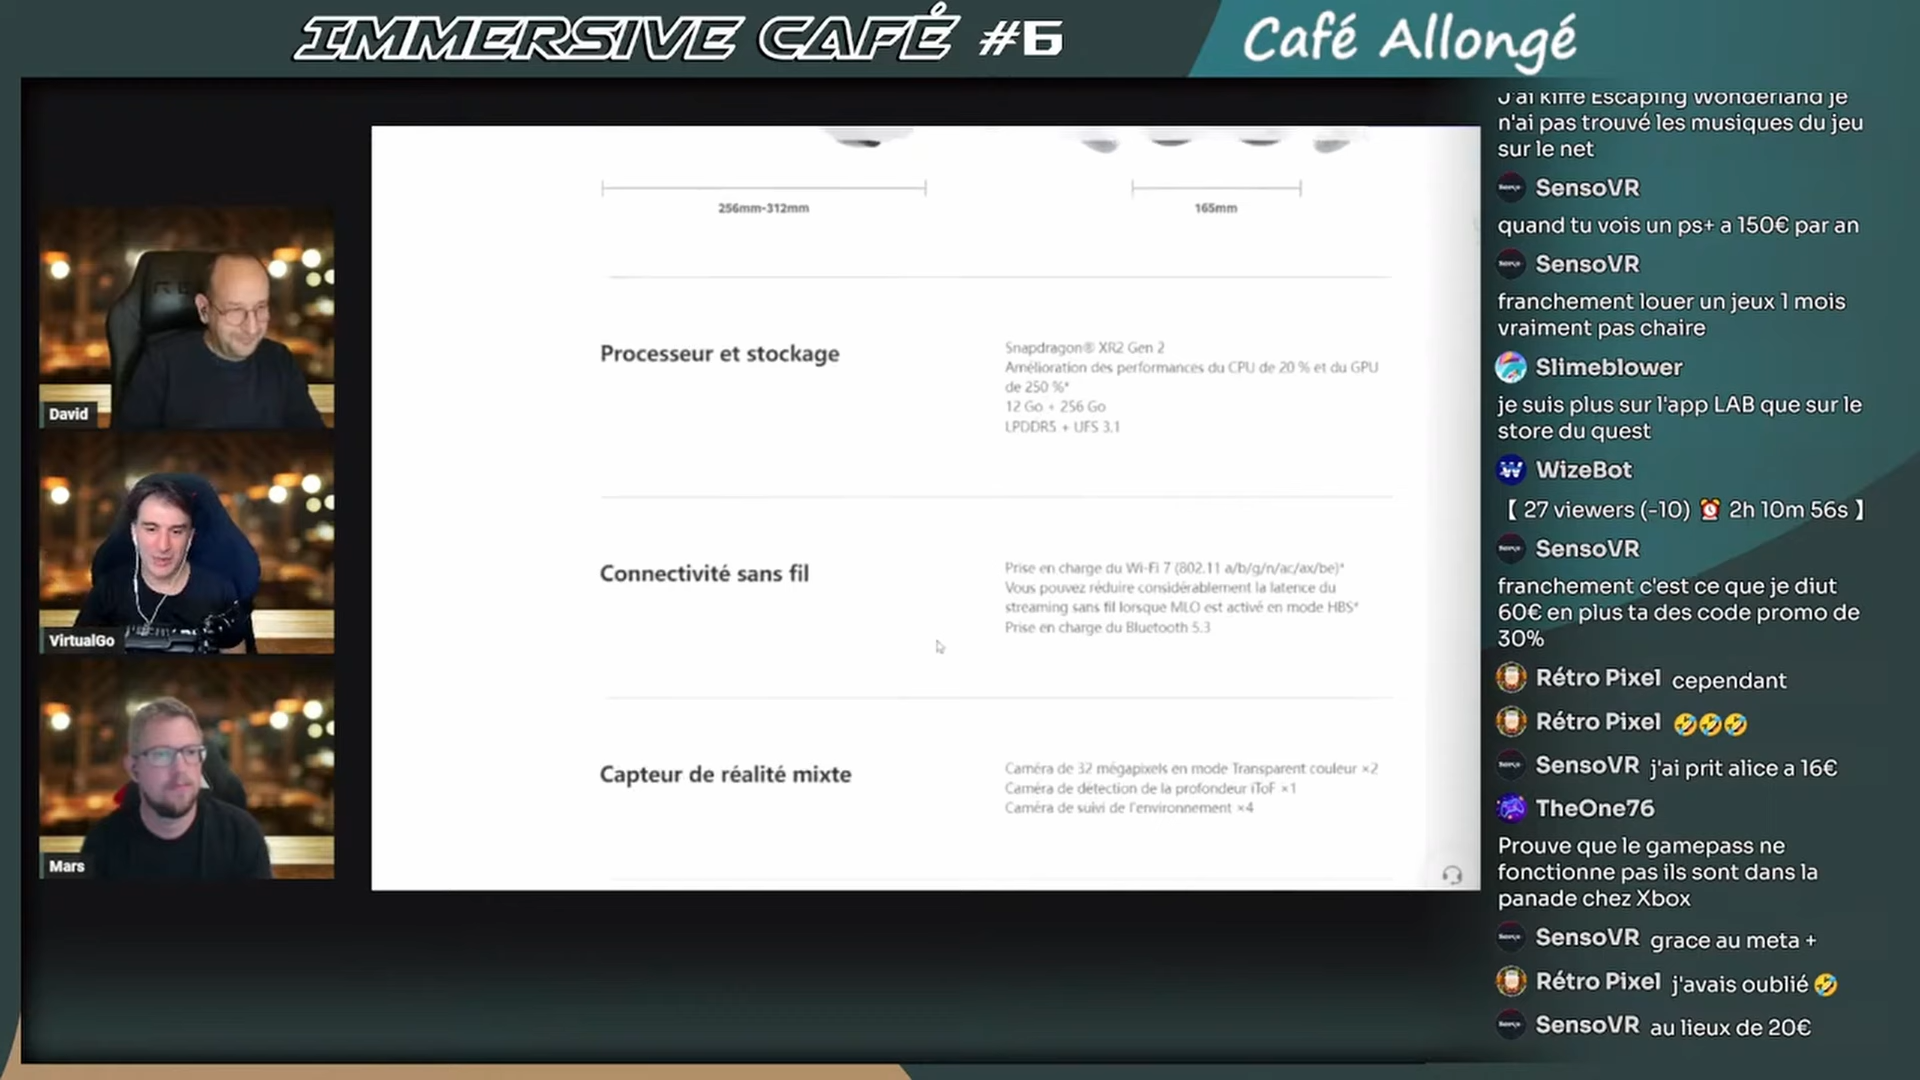 IMMERSIVE CAFÉ #6
Café Allongé
David
VirtualGo
Mars
256mm-312mm
165mm
Processeur et stockage
Snapdragon® XR2 Gen 2
Amélioration des performances du CPU de 20 % et du GPU
de 250 %*
12 Go + 256 Go
LPDDR5 + UFS 3.1
Connectivité sans fil
Prise en charge du Wi-Fi 7 (802.11 a/b/g/n/ac/ax/be)*
Vous pouvez réduire considérablement la latence du
streaming sans fil lorsque MLO est activé en mode HBS*
Prise en charge du Bluetooth 5.3
Capteur de réalité mixte
Caméra de 32 mégapixels en mode Transparent couleur ×2
Caméra de détection de la profondeur iToF ×1
Caméra de suivi de l'environnement ×4
J'ai kiffé Escaping Wonderland je
n'ai pas trouvé les musiques du jeu
sur le net
SensoVR
quand tu vois un ps+ a 150€ par an
SensoVR
franchement louer un jeux 1 mois
vraiment pas chaire
Slimeblower
je suis plus sur l'app LAB que sur le
store du quest
WizeBot
【 27 viewers (-10) ⏰ 2h 10m 56s 】
SensoVR
franchement c'est ce que je diut
60€ en plus ta des code promo de
30%
Rétro Pixel cependant
Rétro Pixel 🤣🤣🤣
SensoVR j'ai prit alice a 16€
TheOne76
Prouve que le gamepass ne
fonctionne pas ils sont dans la
panade chez Xbox
SensoVR grace au meta +
Rétro Pixel j'avais oublié 🤣
SensoVR au lieux de 20€